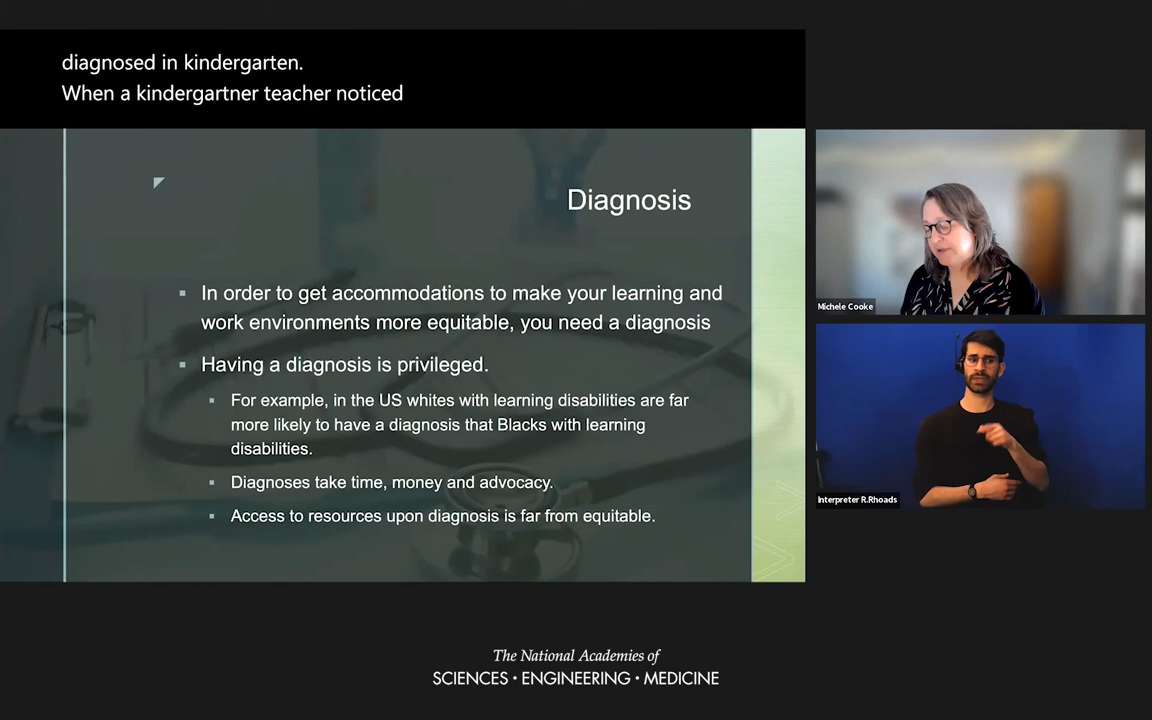 diagnosed in kindergarten.
When a kindergartner teacher noticed
Diagnosis
In order to get accommodations to make your learning and
work environments more equitable, you need a diagnosis
Having a diagnosis is privileged.
For example, in the US whites with learning disabilities are far
more likely to have a diagnosis that Blacks with learning
disabilities.
Diagnoses take time, money and advocacy.
Access to resources upon diagnosis is far from equitable.
Michele Cooke
Interpreter R.Rhoads
The National Academies of
SCIENCES · ENGINEERING · MEDICINE